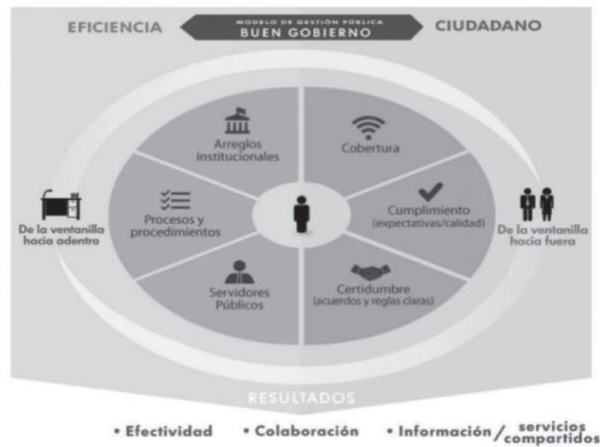 EFICIENCIA
MODELO DE GESTIÓN PÚBLICA
BUEN GOBIERNO
CIUDADANO
Arreglos
institucionales
Cobertura
Procesos y
procedimientos
Cumplimiento
(expectativas/calidad)
De la ventanilla
hacia adentro
De la ventanilla
hacia fuera
Servidores
Públicos
Certidumbre
(acuerdos y reglas claras)
RESULTADOS
• Efectividad • Colaboración • Información / servicios
compartidos